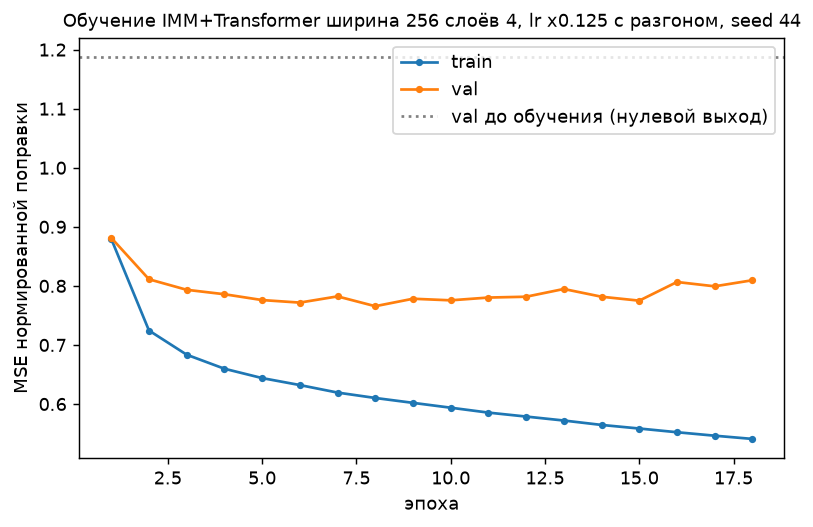 Обучение IMM+Transformer ширина 256 слоёв 4, lr x0.125 с разгоном, seed 44
MSE нормированной поправки
1.2
1.1
1.0
0.9
0.8
0.7
0.6
train
val
val до обучения (нулевой выход)
2.5 5.0 7.5 10.0 12.5 15.0 17.5
эпоха